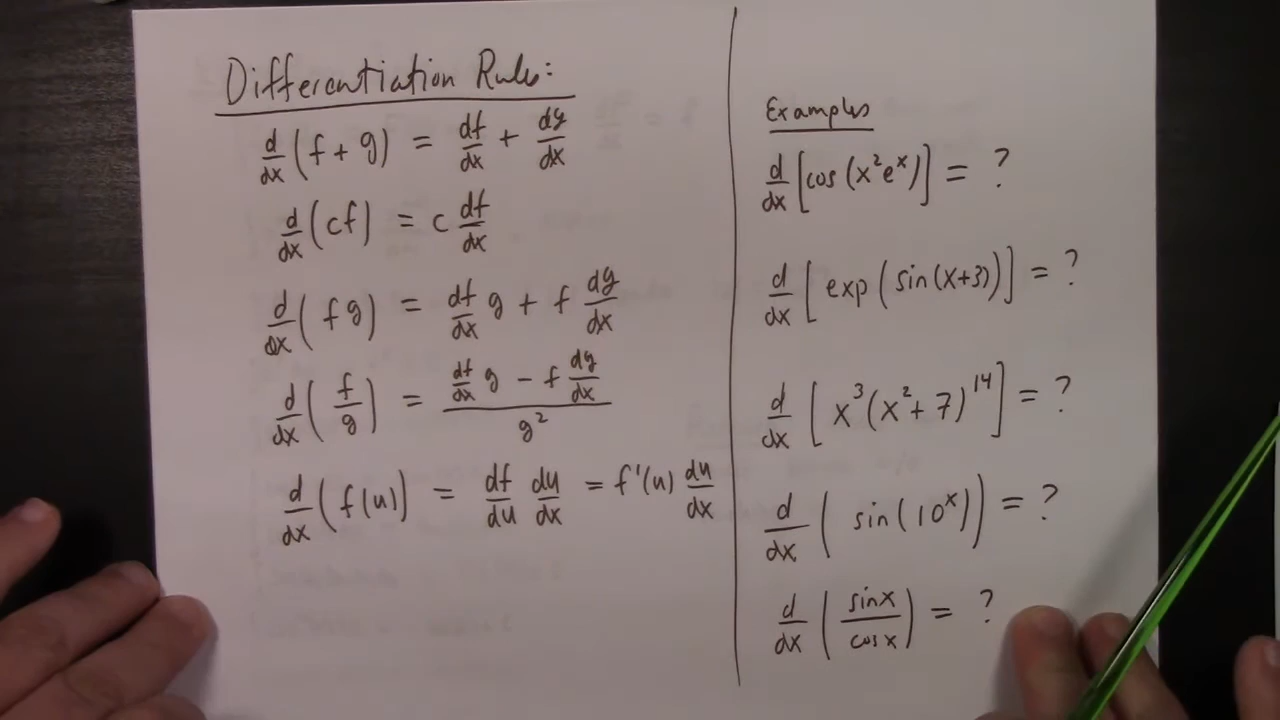 Differentiation Rules:
d/dx (f + g) = df/dx + dg/dx
d/dx (cf) = c df/dx
d/dx (fg) = df/dx g + f dg/dx
d/dx (f/g) = (df/dx g - f dg/dx) / g²
d/dx (f(u)) = df/du du/dx = f'(u) du/dx
Examples
d/dx [cos (x²eˣ)] = ?
d/dx [exp (sin(x+3))] = ?
d/dx [x³(x²+7)¹⁴] = ?
d/dx (sin(10ˣ)) = ?
d/dx (sinx/cosx) = ?